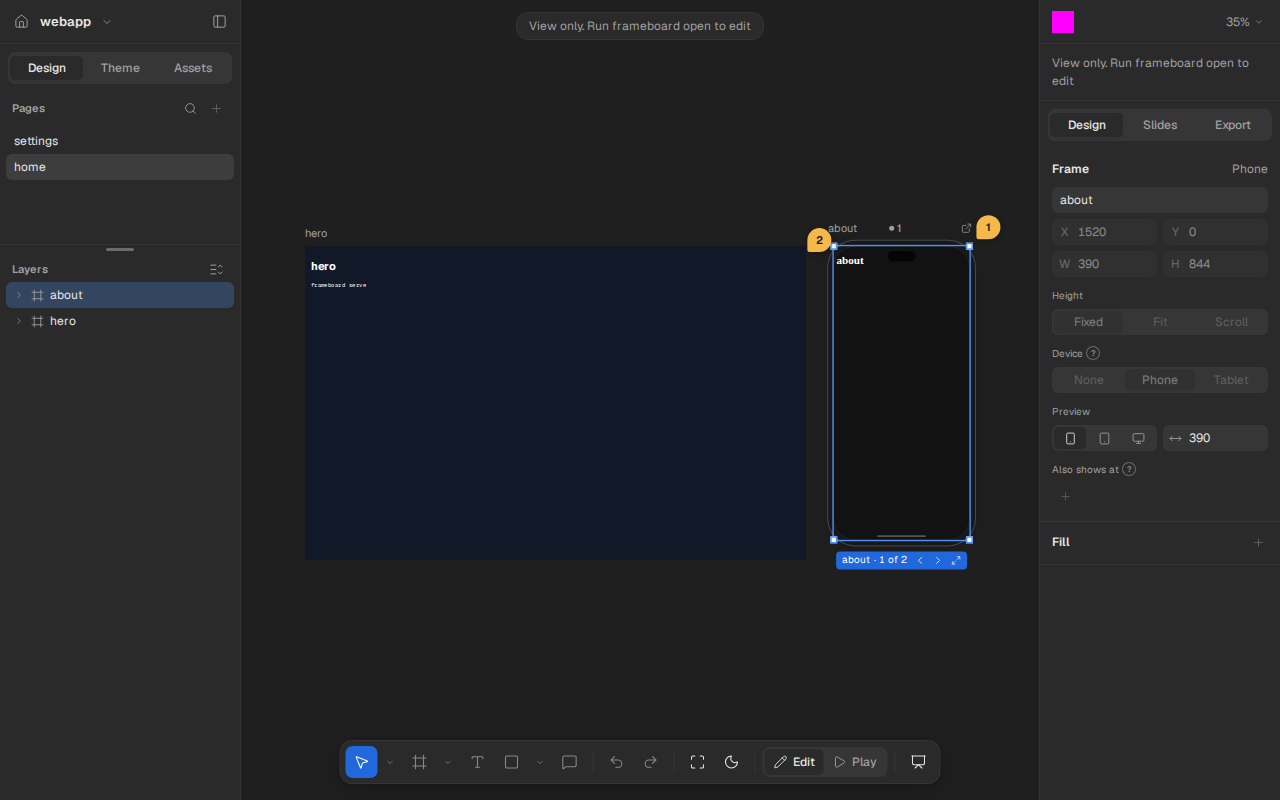 webapp
View only. Run frameboard open to edit
35%
Design
Theme
Assets
View only. Run frameboard open to
edit
Pages
settings
home
Design
Slides
Export
Frame
Phone
about
X 1520
Y 0
W 390
H 844
Height
Fixed
Fit
Scroll
Device ?
None
Phone
Tablet
Preview
390
Also shows at ?
Fill
Layers
about
hero
hero
about
1
1
2
hero
frameboard serve
about
about · 1 of 2
Edit
Play